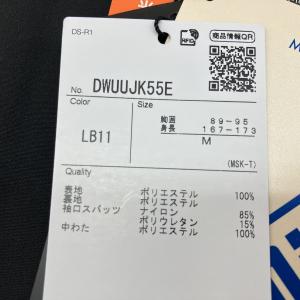 DS-R1
RFID
商品情報QR
No. DWUUJK55E
Color
Size
LB11
胸囲 89-95
身長 167-173
M
(MSK-T)
Quality
表地 ポリエステル 100%
裏地 ポリエステル
袖口スパッツ ナイロン 85%
ポリウレタン 15%
中わた ポリエステル 100%